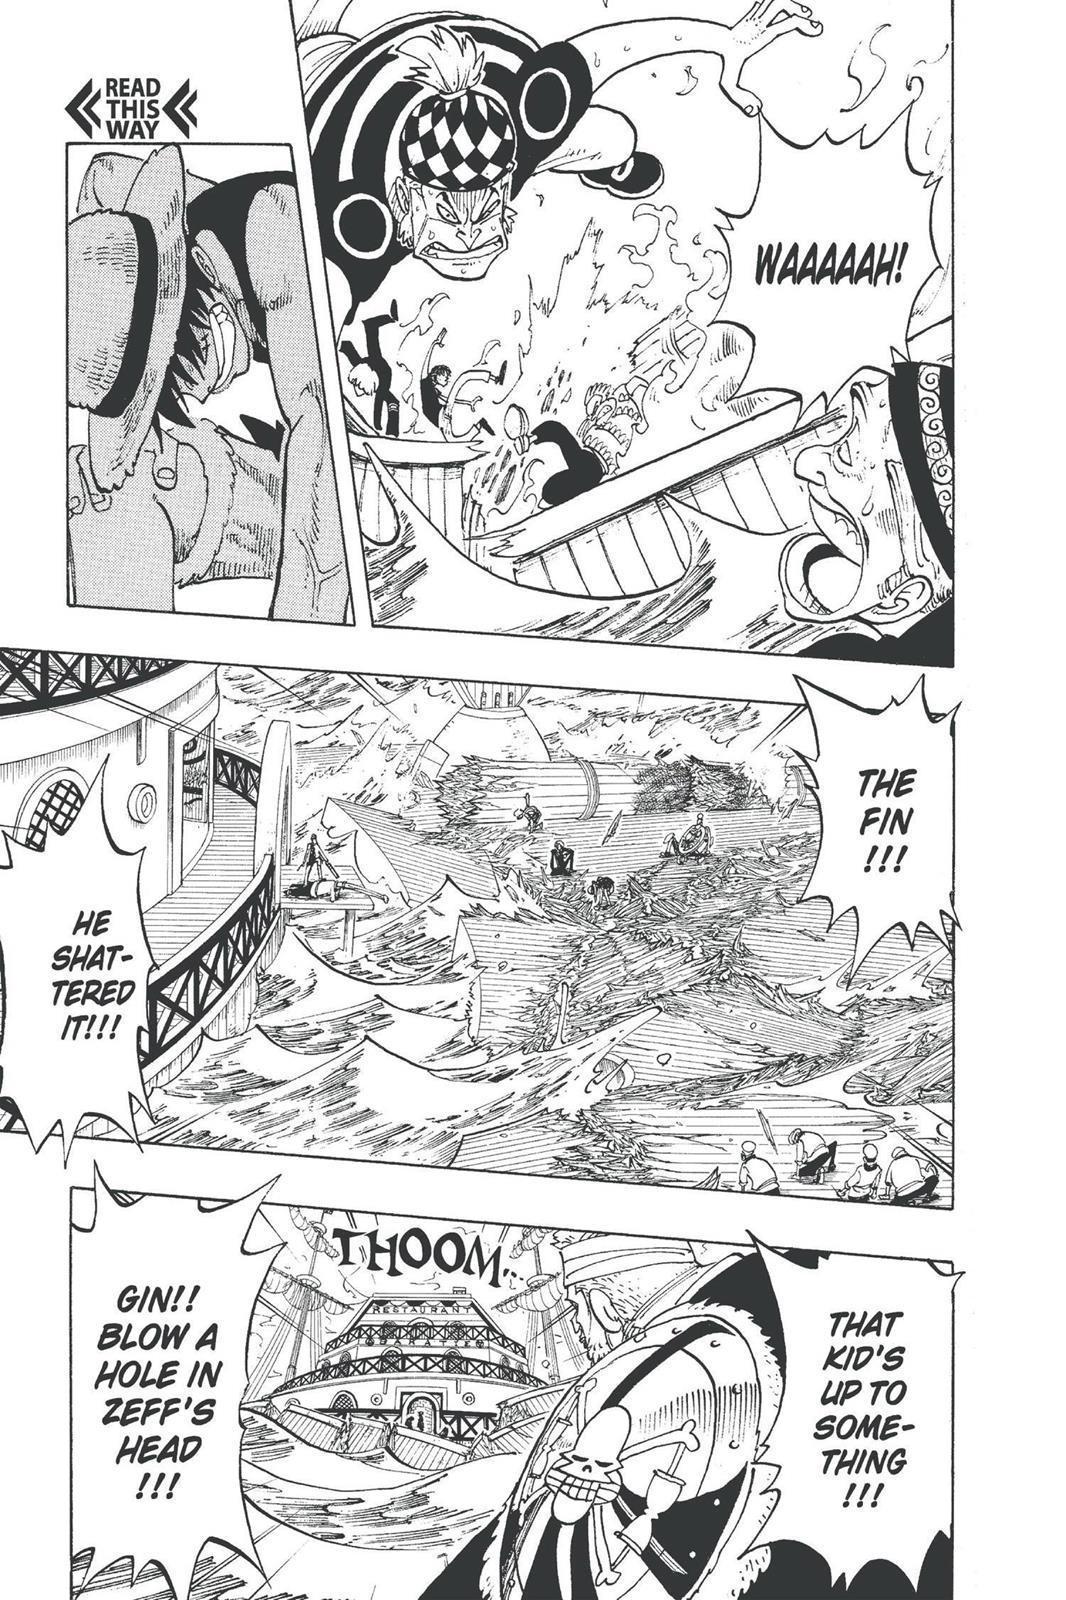 READ
THIS
WAY
WAAAAAH!
THE
FIN
!!!
HE
SHAT-
TERED
IT!!!
THAT
KID'S
UP TO
SOME-
THING
!!!
THOOM...
RESTAURANT
BARATIE
GIN!!
BLOW A
HOLE IN
ZEFF'S
HEAD
!!!